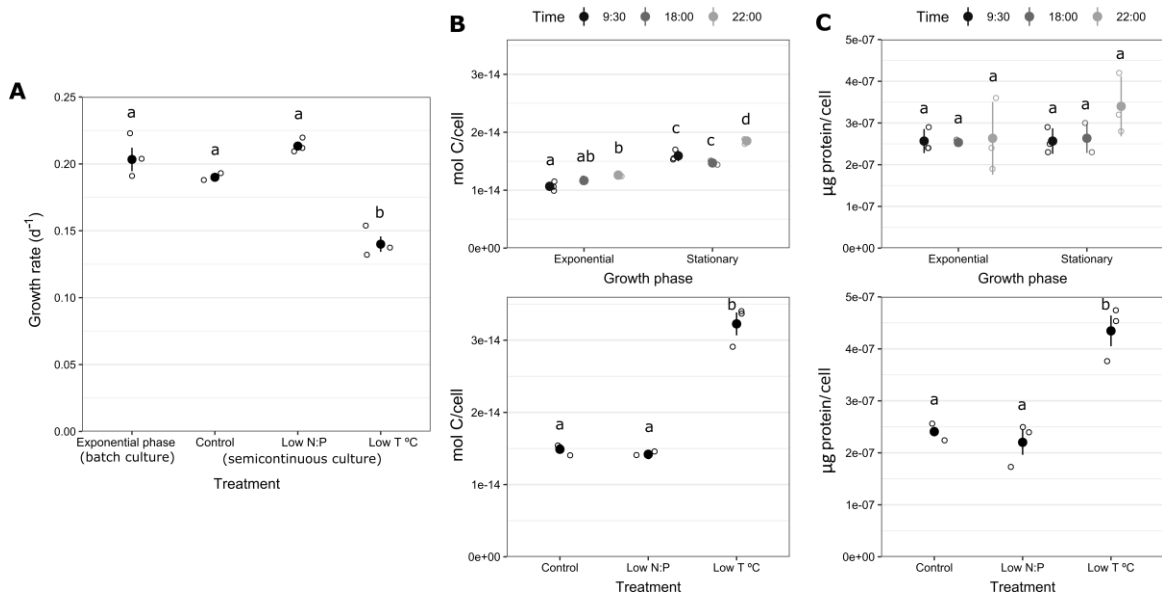 A
0.25
0.20
0.15
0.10
0.05
0.00
Growth rate (d⁻¹)
a
a
a
b
Exponential phase
(batch culture)
Control
Low N:P
Low T ºC
(semicontinuous culture)
Treatment
B
Time 9:30 18:00 22:00
3e-14
2e-14
1e-14
0e+00
mol C/cell
a
ab
b
c
c
d
Exponential
Stationary
Growth phase
3e-14
2e-14
1e-14
0e+00
mol C/cell
a
a
b
Control
Low N:P
Low T ºC
Treatment
C
Time 9:30 18:00 22:00
5e-07
4e-07
3e-07
2e-07
1e-07
0e+00
µg protein/cell
a
a
a
a
a
a
Exponential
Stationary
Growth phase
5e-07
4e-07
3e-07
2e-07
1e-07
0e+00
µg protein/cell
a
a
b
Control
Low N:P
Low T ºC
Treatment